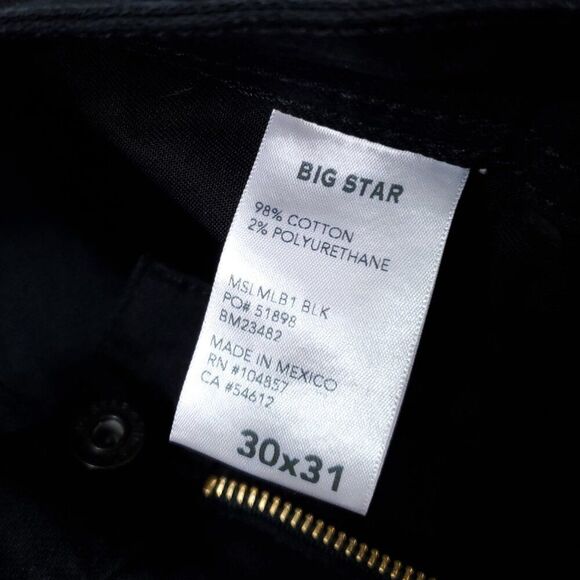 BIG STAR
98% COTTON
2% POLYURETHANE
MSLMLB1 BLK
PO# 51898
BM23482
MADE IN MEXICO
RN #104857
CA #54612
30x31